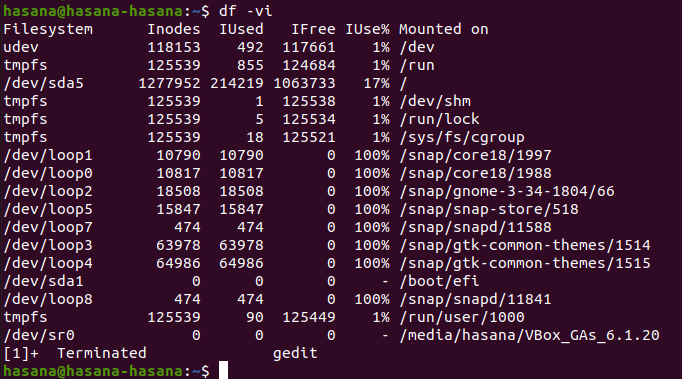 hasana@hasana-hasana:~$ df -vi
Filesystem      Inodes  IUsed   IFree IUse% Mounted on
udev            118153    492  117661    1% /dev
tmpfs           125539    855  124684    1% /run
/dev/sda5      1277952 214219 1063733   17% /
tmpfs           125539      1  125538    1% /dev/shm
tmpfs           125539      5  125534    1% /run/lock
tmpfs           125539     18  125521    1% /sys/fs/cgroup
/dev/loop1       10790  10790       0  100% /snap/core18/1997
/dev/loop0       10817  10817       0  100% /snap/core18/1988
/dev/loop2       18508  18508       0  100% /snap/gnome-3-34-1804/66
/dev/loop5       15847  15847       0  100% /snap/snap-store/518
/dev/loop7         474    474       0  100% /snap/snapd/11588
/dev/loop3       63978  63978       0  100% /snap/gtk-common-themes/1514
/dev/loop4       64986  64986       0  100% /snap/gtk-common-themes/1515
/dev/sda1            0      0       0     - /boot/efi
/dev/loop8         474    474       0  100% /snap/snapd/11841
tmpfs           125539     90  125449    1% /run/user/1000
/dev/sr0             0      0       0     - /media/hasana/VBox_GAs_6.1.20
[1]+  Terminated              gedit
hasana@hasana-hasana:~$